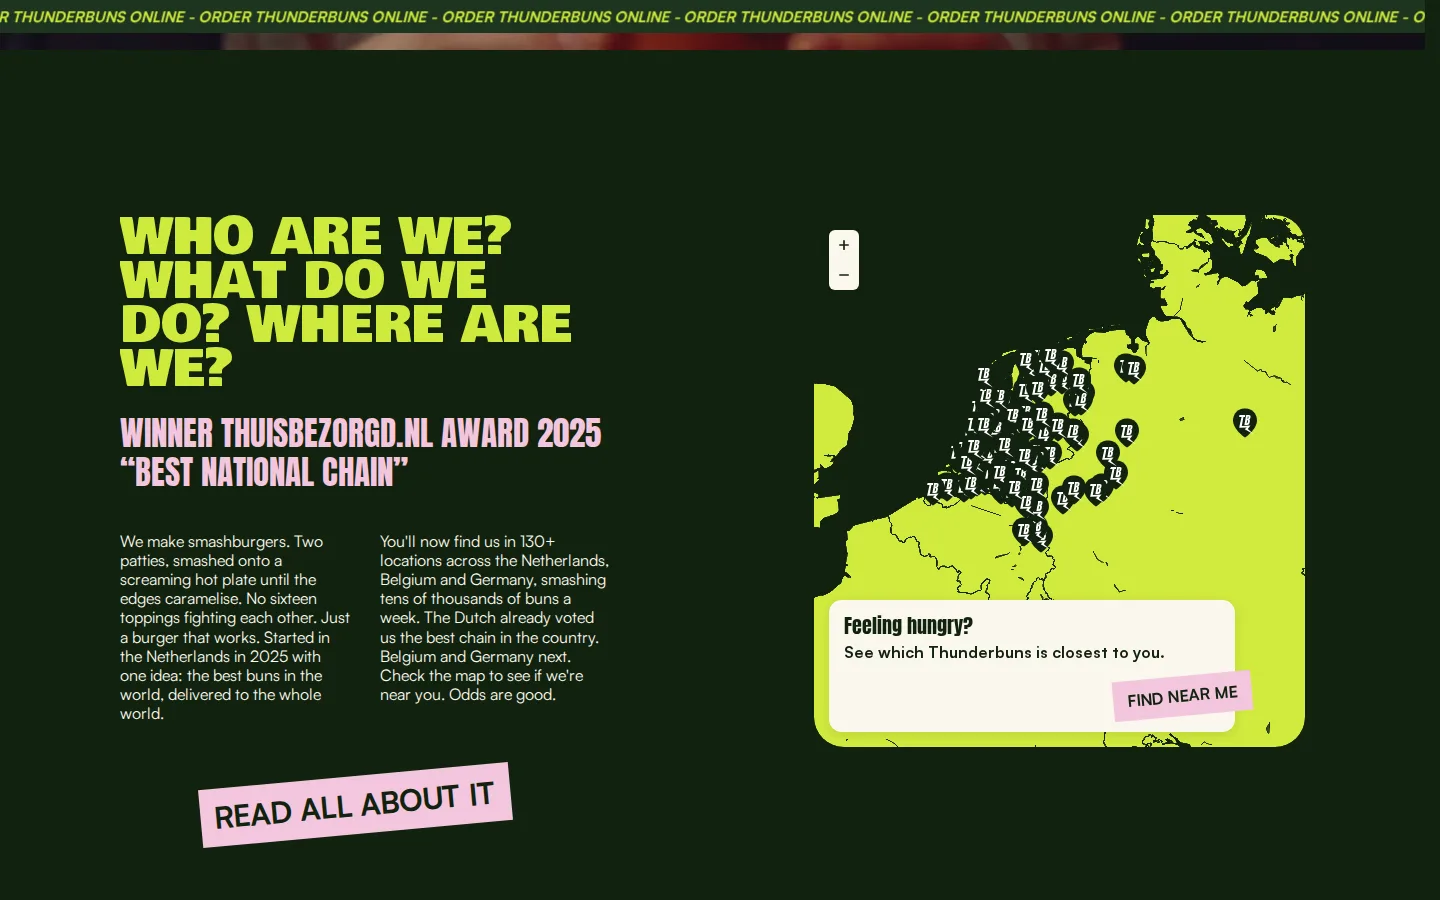 R THUNDERBUNS ONLINE - ORDER THUNDERBUNS ONLINE - ORDER THUNDERBUNS ONLINE - ORDER THUNDERBUNS ONLINE - ORDER THUNDERBUNS ONLINE - ORDER THUNDERBUNS ONLINE - O
WHO ARE WE?
WHAT DO WE
DO? WHERE ARE
WE?
WINNER THUISBEZORGD.NL AWARD 2025
“BEST NATIONAL CHAIN”
We make smashburgers. Two
patties, smashed onto a
screaming hot plate until the
edges caramelise. No sixteen
toppings fighting each other. Just
a burger that works. Started in
the Netherlands in 2025 with
one idea: the best buns in the
world, delivered to the whole
world.
You'll now find us in 130+
locations across the Netherlands,
Belgium and Germany, smashing
tens of thousands of buns a
week. The Dutch already voted
us the best chain in the country.
Belgium and Germany next.
Check the map to see if we're
near you. Odds are good.
READ ALL ABOUT IT
+
−
TB
TB
TB
TB
TB
Feeling hungry?
See which Thunderbuns is closest to you.
FIND NEAR ME